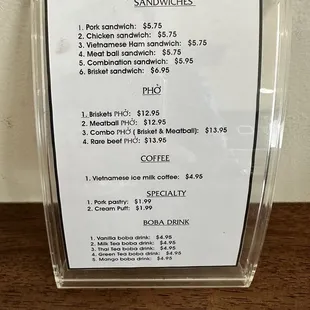 SANDWICHES
1. Pork sandwich: $5.75
2. Chicken sandwich: $5.75
3. Vietnamese Ham sandwich: $5.75
4. Meat ball sandwich: $5.75
5. Combination sandwich: $5.95
6. Brisket sandwich: $6.95
PHỞ
1. Briskets PHỞ: $12.95
2. Meatball PHỞ: $12.95
3. Combo PHỞ ( Brisket & Meatball): $13.95
4. Rare beef PHỞ: $13.95
COFFEE
1. Vietnamese ice milk coffee: $4.95
SPECIALTY
1. Pork pastry: $1.99
2. Cream Puff: $1.99
BOBA DRINK
1. Vanilla boba drink: $4.95
2. Milk Tea boba drink: $4.95
3. Thai Tea boba drink: $4.95
4. Green Tea boba drink: $4.95
5. Mango boba drink: $4.95